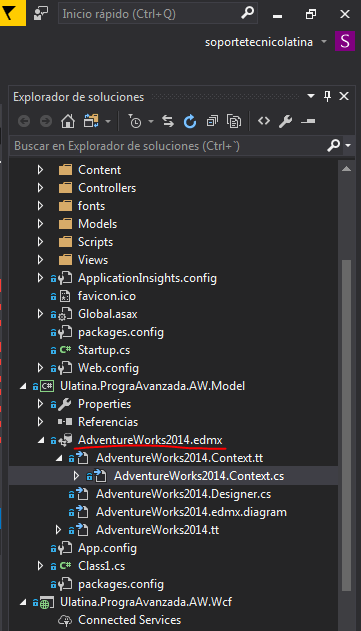 Inicio rápido (Ctrl+Q)
soportetecnicolatina
S
Explorador de soluciones
Buscar en Explorador de soluciones (Ctrl+`)
Content
Controllers
fonts
Models
Scripts
Views
ApplicationInsights.config
favicon.ico
Global.asax
packages.config
C# Startup.cs
Web.config
C# Ulatina.PrograAvanzada.AW.Model
Properties
Referencias
AdventureWorks2014.edmx
AdventureWorks2014.Context.tt
AdventureWorks2014.Context.cs
AdventureWorks2014.Designer.cs
AdventureWorks2014.edmx.diagram
AdventureWorks2014.tt
App.config
C# Class1.cs
packages.config
Ulatina.PrograAvanzada.AW.Wcf
Connected Services